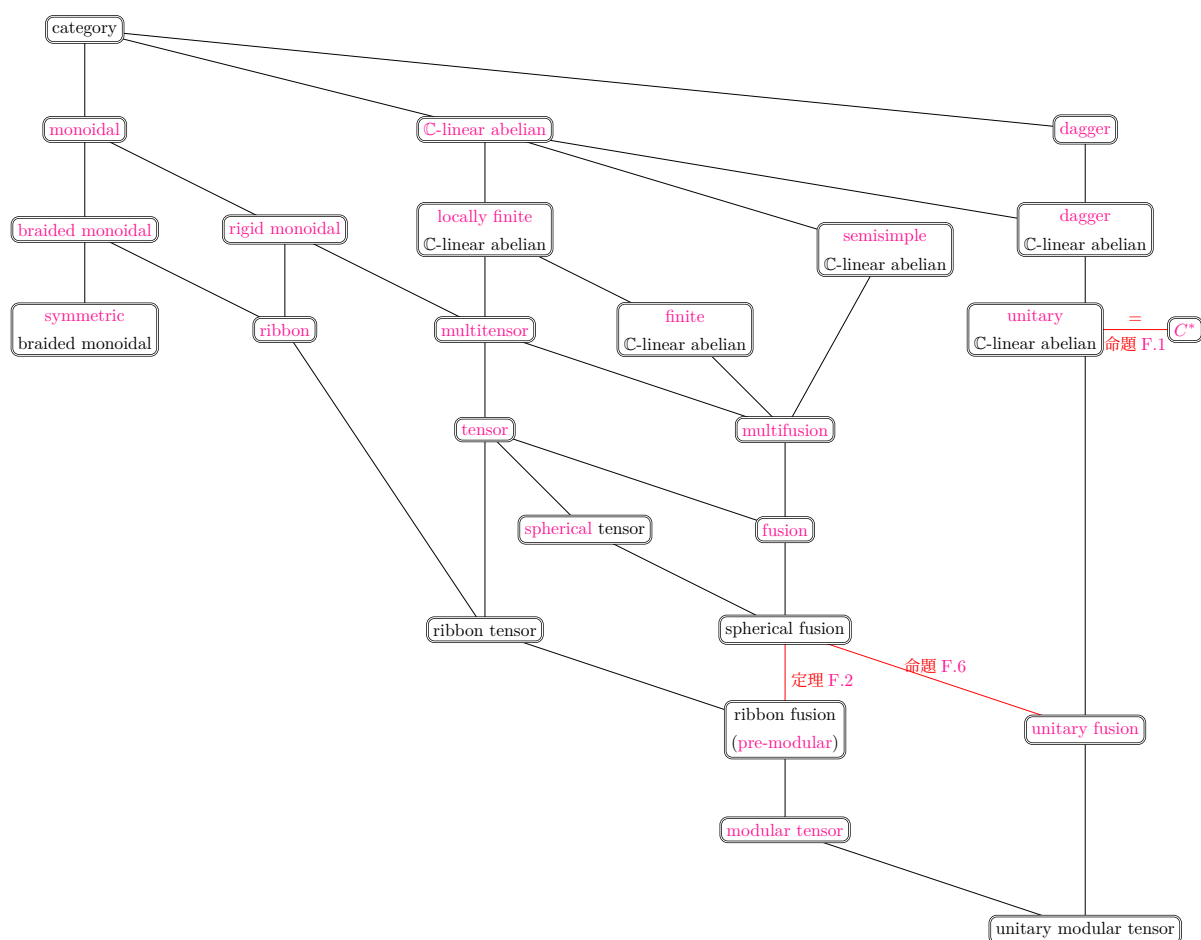 category
monoidal
ℂ-linear abelian
dagger
braided monoidal
rigid monoidal
locally finite
ℂ-linear abelian
semisimple
ℂ-linear abelian
dagger
ℂ-linear abelian
symmetric
braided monoidal
ribbon
multitensor
finite
ℂ-linear abelian
unitary
ℂ-linear abelian
=
命題 F.1
C*
tensor
multifusion
spherical tensor
fusion
ribbon tensor
spherical fusion
定理 F.2
命題 F.6
ribbon fusion
(pre-modular)
unitary fusion
modular tensor
unitary modular tensor